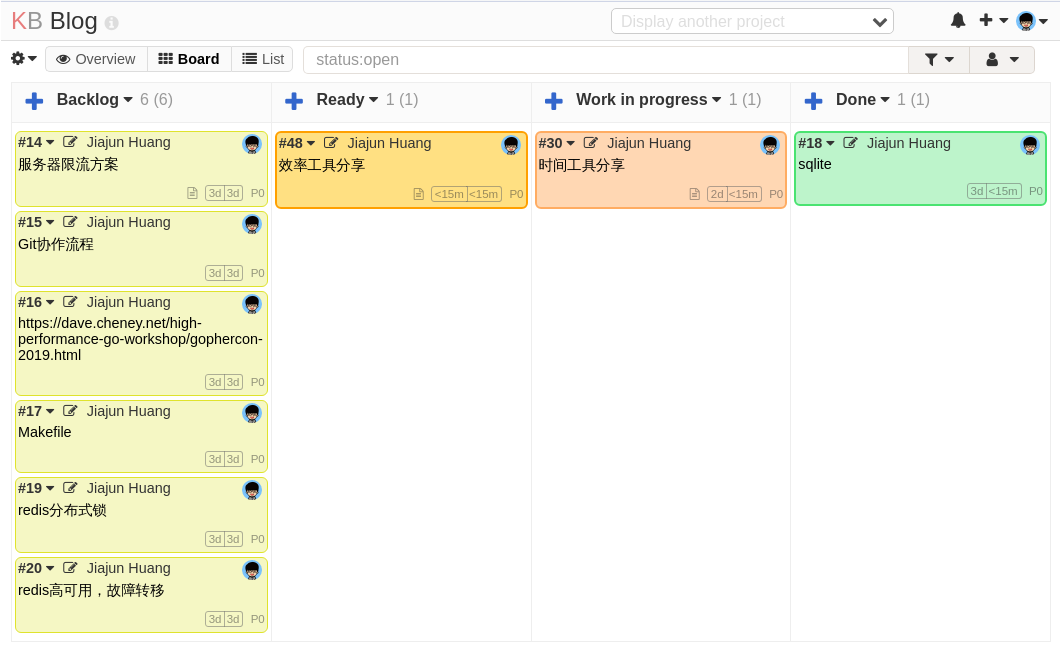 KB Blog
Display another project
Overview
Board
List
status:open
Backlog 6 (6)
#14 Jiajun Huang
服务器限流方案
3d 3d P0
#15 Jiajun Huang
Git协作流程
3d 3d P0
#16 Jiajun Huang
https://dave.cheney.net/high-
performance-go-workshop/gophercon-
2019.html
3d 3d P0
#17 Jiajun Huang
Makefile
3d 3d P0
#19 Jiajun Huang
redis分布式锁
3d 3d P0
#20 Jiajun Huang
redis高可用，故障转移
3d 3d P0
Ready 1 (1)
#48 Jiajun Huang
效率工具分享
<15m <15m P0
Work in progress 1 (1)
#30 Jiajun Huang
时间工具分享
2d <15m P0
Done 1 (1)
#18 Jiajun Huang
sqlite
3d <15m P0